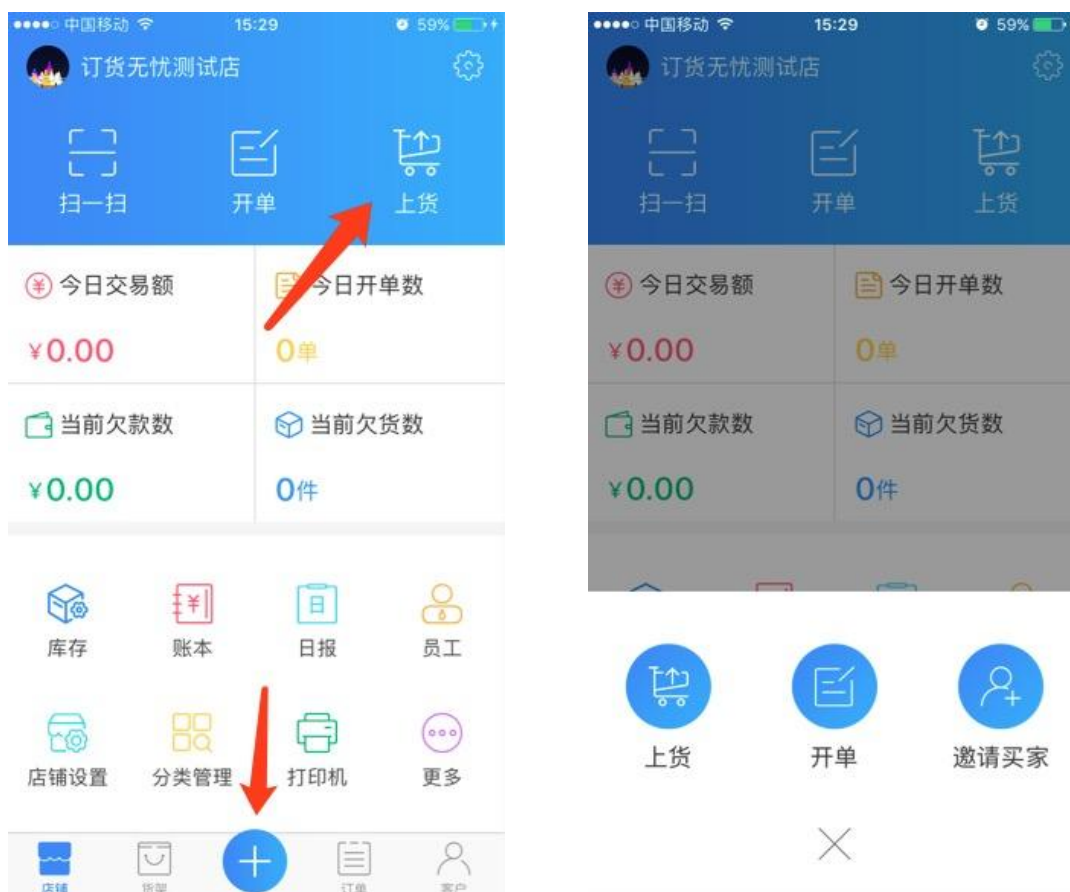 中国移动 15:29 59%
订货无忧测试店
扫一扫 开单 上货
今日交易额 今日开单数
¥0.00 0单
当前欠款数 当前欠货数
¥0.00 0件
库存 账本 日报 员工
店铺设置 分类管理 打印机 更多
店铺 货架 订单 客户
中国移动 15:29 59%
订货无忧测试店
扫一扫 开单 上货
今日交易额 今日开单数
¥0.00 0单
当前欠款数 当前欠货数
¥0.00 0件
上货 开单 邀请买家